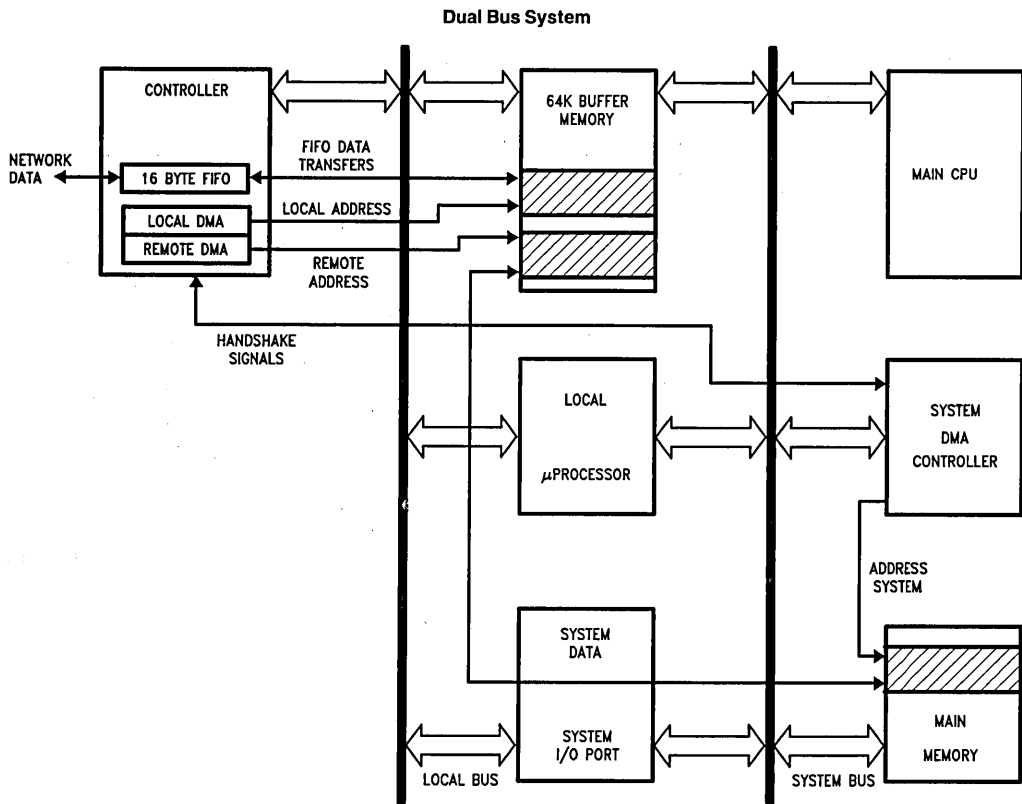 Dual Bus System
CONTROLLER
64K BUFFER
MEMORY
NETWORK
DATA
FIFO DATA
TRANSFERS
16 BYTE FIFO
MAIN CPU
LOCAL DMA
LOCAL ADDRESS
REMOTE DMA
REMOTE
ADDRESS
HANDSHAKE
SIGNALS
LOCAL
μPROCESSOR
SYSTEM
DMA
CONTROLLER
ADDRESS
SYSTEM
SYSTEM
DATA
SYSTEM
I/O PORT
MAIN
MEMORY
LOCAL BUS
SYSTEM BUS